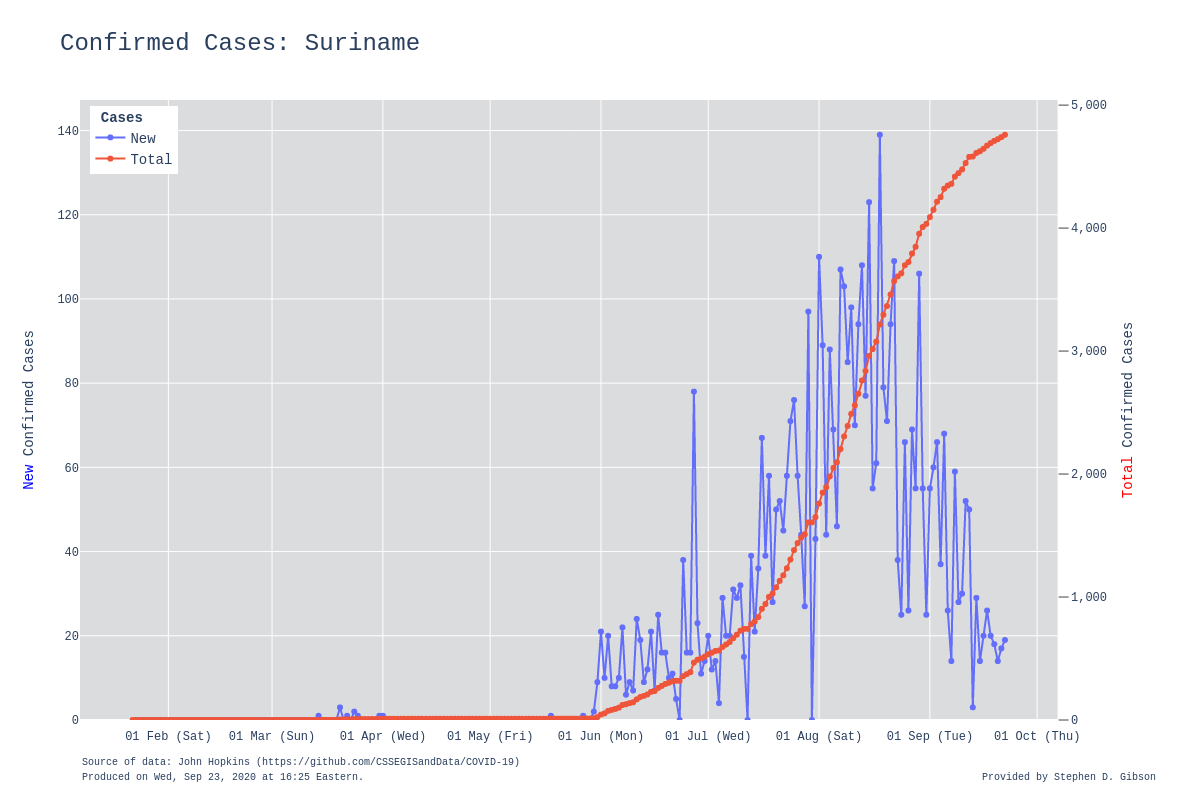 Confirmed Cases: Suriname
Cases
New
Total
140
120
100
80
60
40
20
0
5,000
4,000
3,000
2,000
1,000
0
New Confirmed Cases
Total Confirmed Cases
01 Feb (Sat) 01 Mar (Sun) 01 Apr (Wed) 01 May (Fri) 01 Jun (Mon) 01 Jul (Wed) 01 Aug (Sat) 01 Sep (Tue) 01 Oct (Thu)
Source of data: John Hopkins (https://github.com/CSSEGISandData/COVID-19)
Produced on Wed, Sep 23, 2020 at 16:25 Eastern.
Provided by Stephen D. Gibson